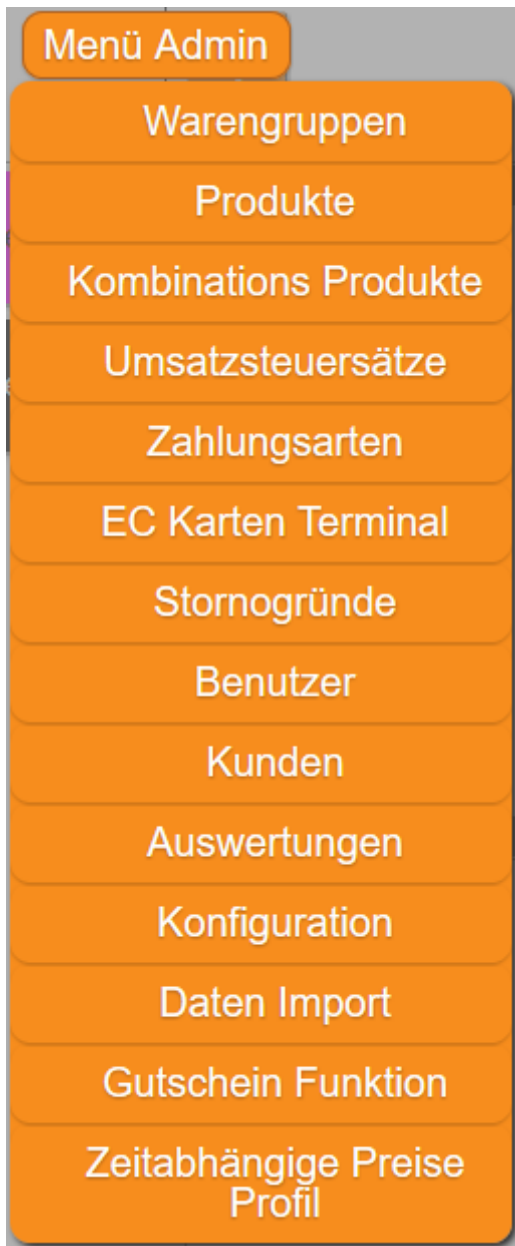 Menü Admin
Warengruppen
Produkte
Kombinations Produkte
Umsatzsteuersätze
Zahlungsarten
EC Karten Terminal
Stornogründe
Benutzer
Kunden
Auswertungen
Konfiguration
Daten Import
Gutschein Funktion
Zeitabhängige Preise
Profil